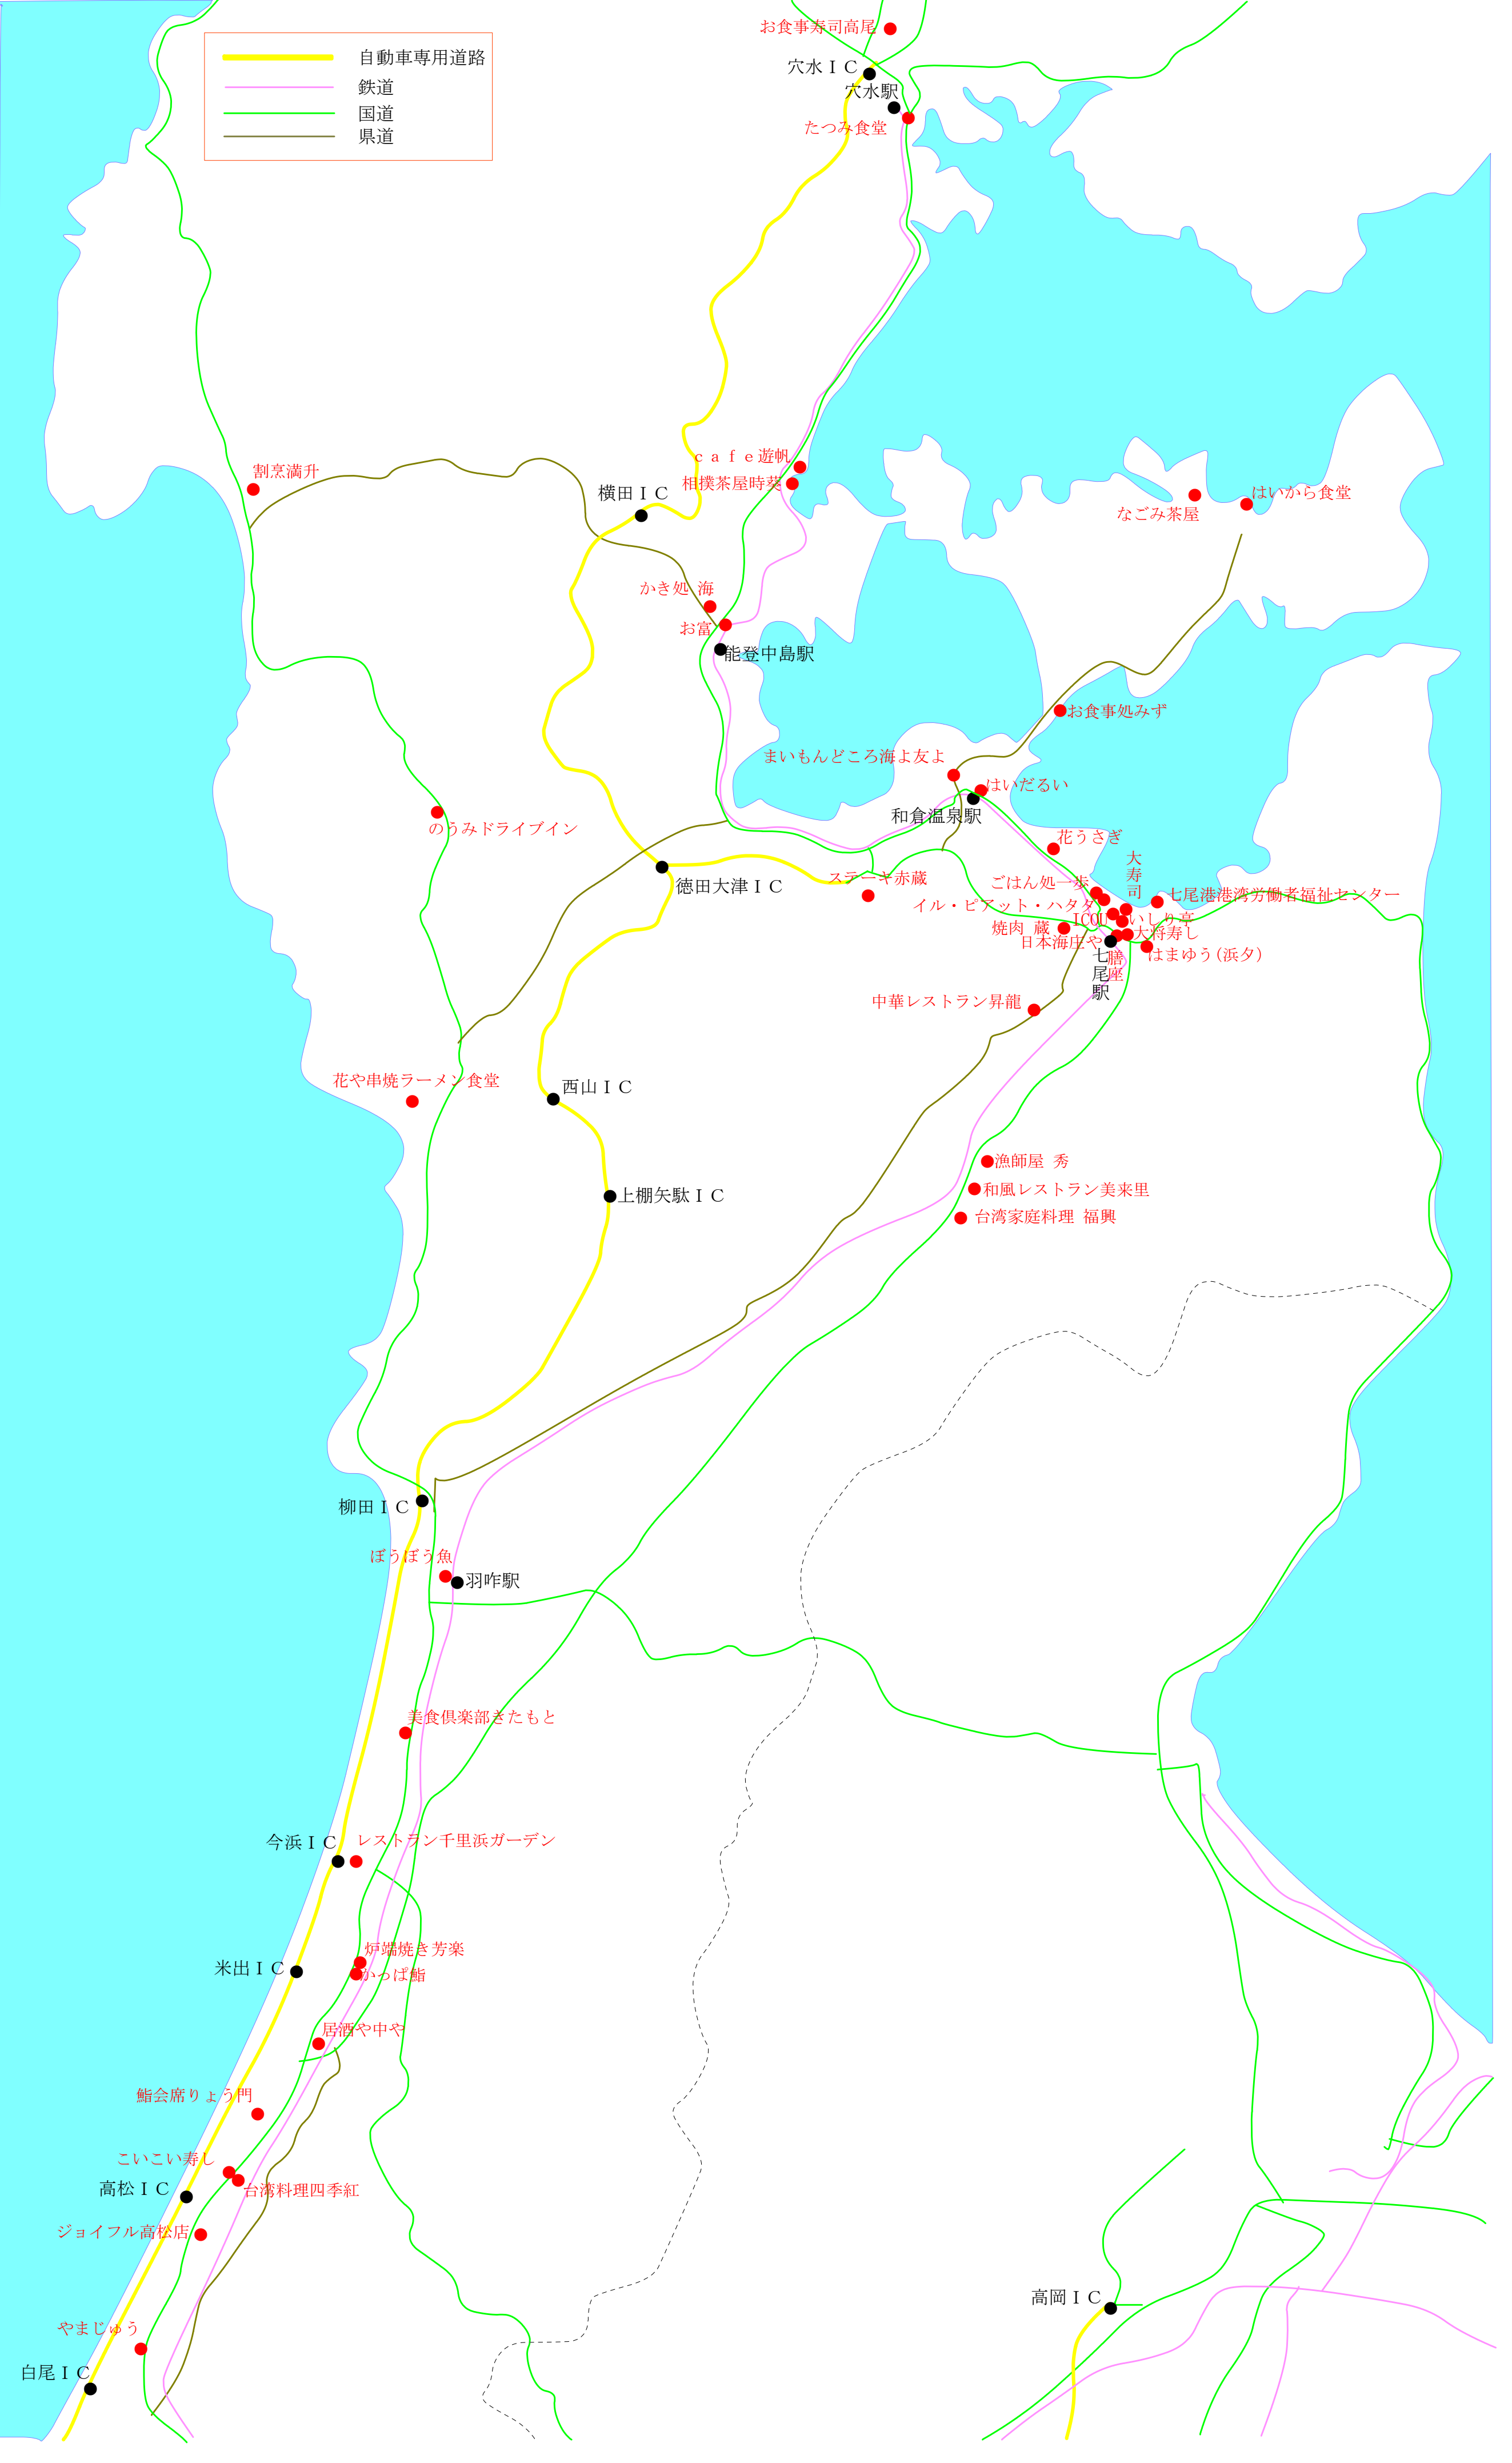 お食事寿司高尾
自動車専用道路
穴水ＩＣ
鉄道
穴水駅
国道
たつみ食堂
県道
ｃａｆｅ遊帆
割烹満升
相撲茶屋時葵
横田ＩＣ
はいから食堂
なごみ茶屋
かき処 海
お富
能登中島駅
お食事処みず
まいもんどころ海よ友よ
はいだるい
和倉温泉駅
のうみドライブイン
花うさぎ
大寿司
ステーキ赤蔵
徳田大津ＩＣ
ごはん処一歩
七尾港港湾労働者福祉センター
イル・ピアット・ハタダ
ICOU
いしり亭
焼肉 蔵
大将寿し
日本海庄や
はまゆう(浜夕)
膳座
七尾駅
中華レストラン昇龍
花や串焼ラーメン食堂
西山ＩＣ
漁師屋 秀
和風レストラン美来里
上棚矢駄ＩＣ
台湾家庭料理 福興
柳田ＩＣ
ぼうぼう魚
羽咋駅
美食倶楽部きたもと
今浜ＩＣ
レストラン千里浜ガーデン
炉端焼き芳楽
米出ＩＣ
かっぱ鮨
居酒や中や
鮨会席りょう門
こいこい寿し
高松ＩＣ
台湾料理四季紅
ジョイフル高松店
高岡ＩＣ
やまじゅう
白尾ＩＣ